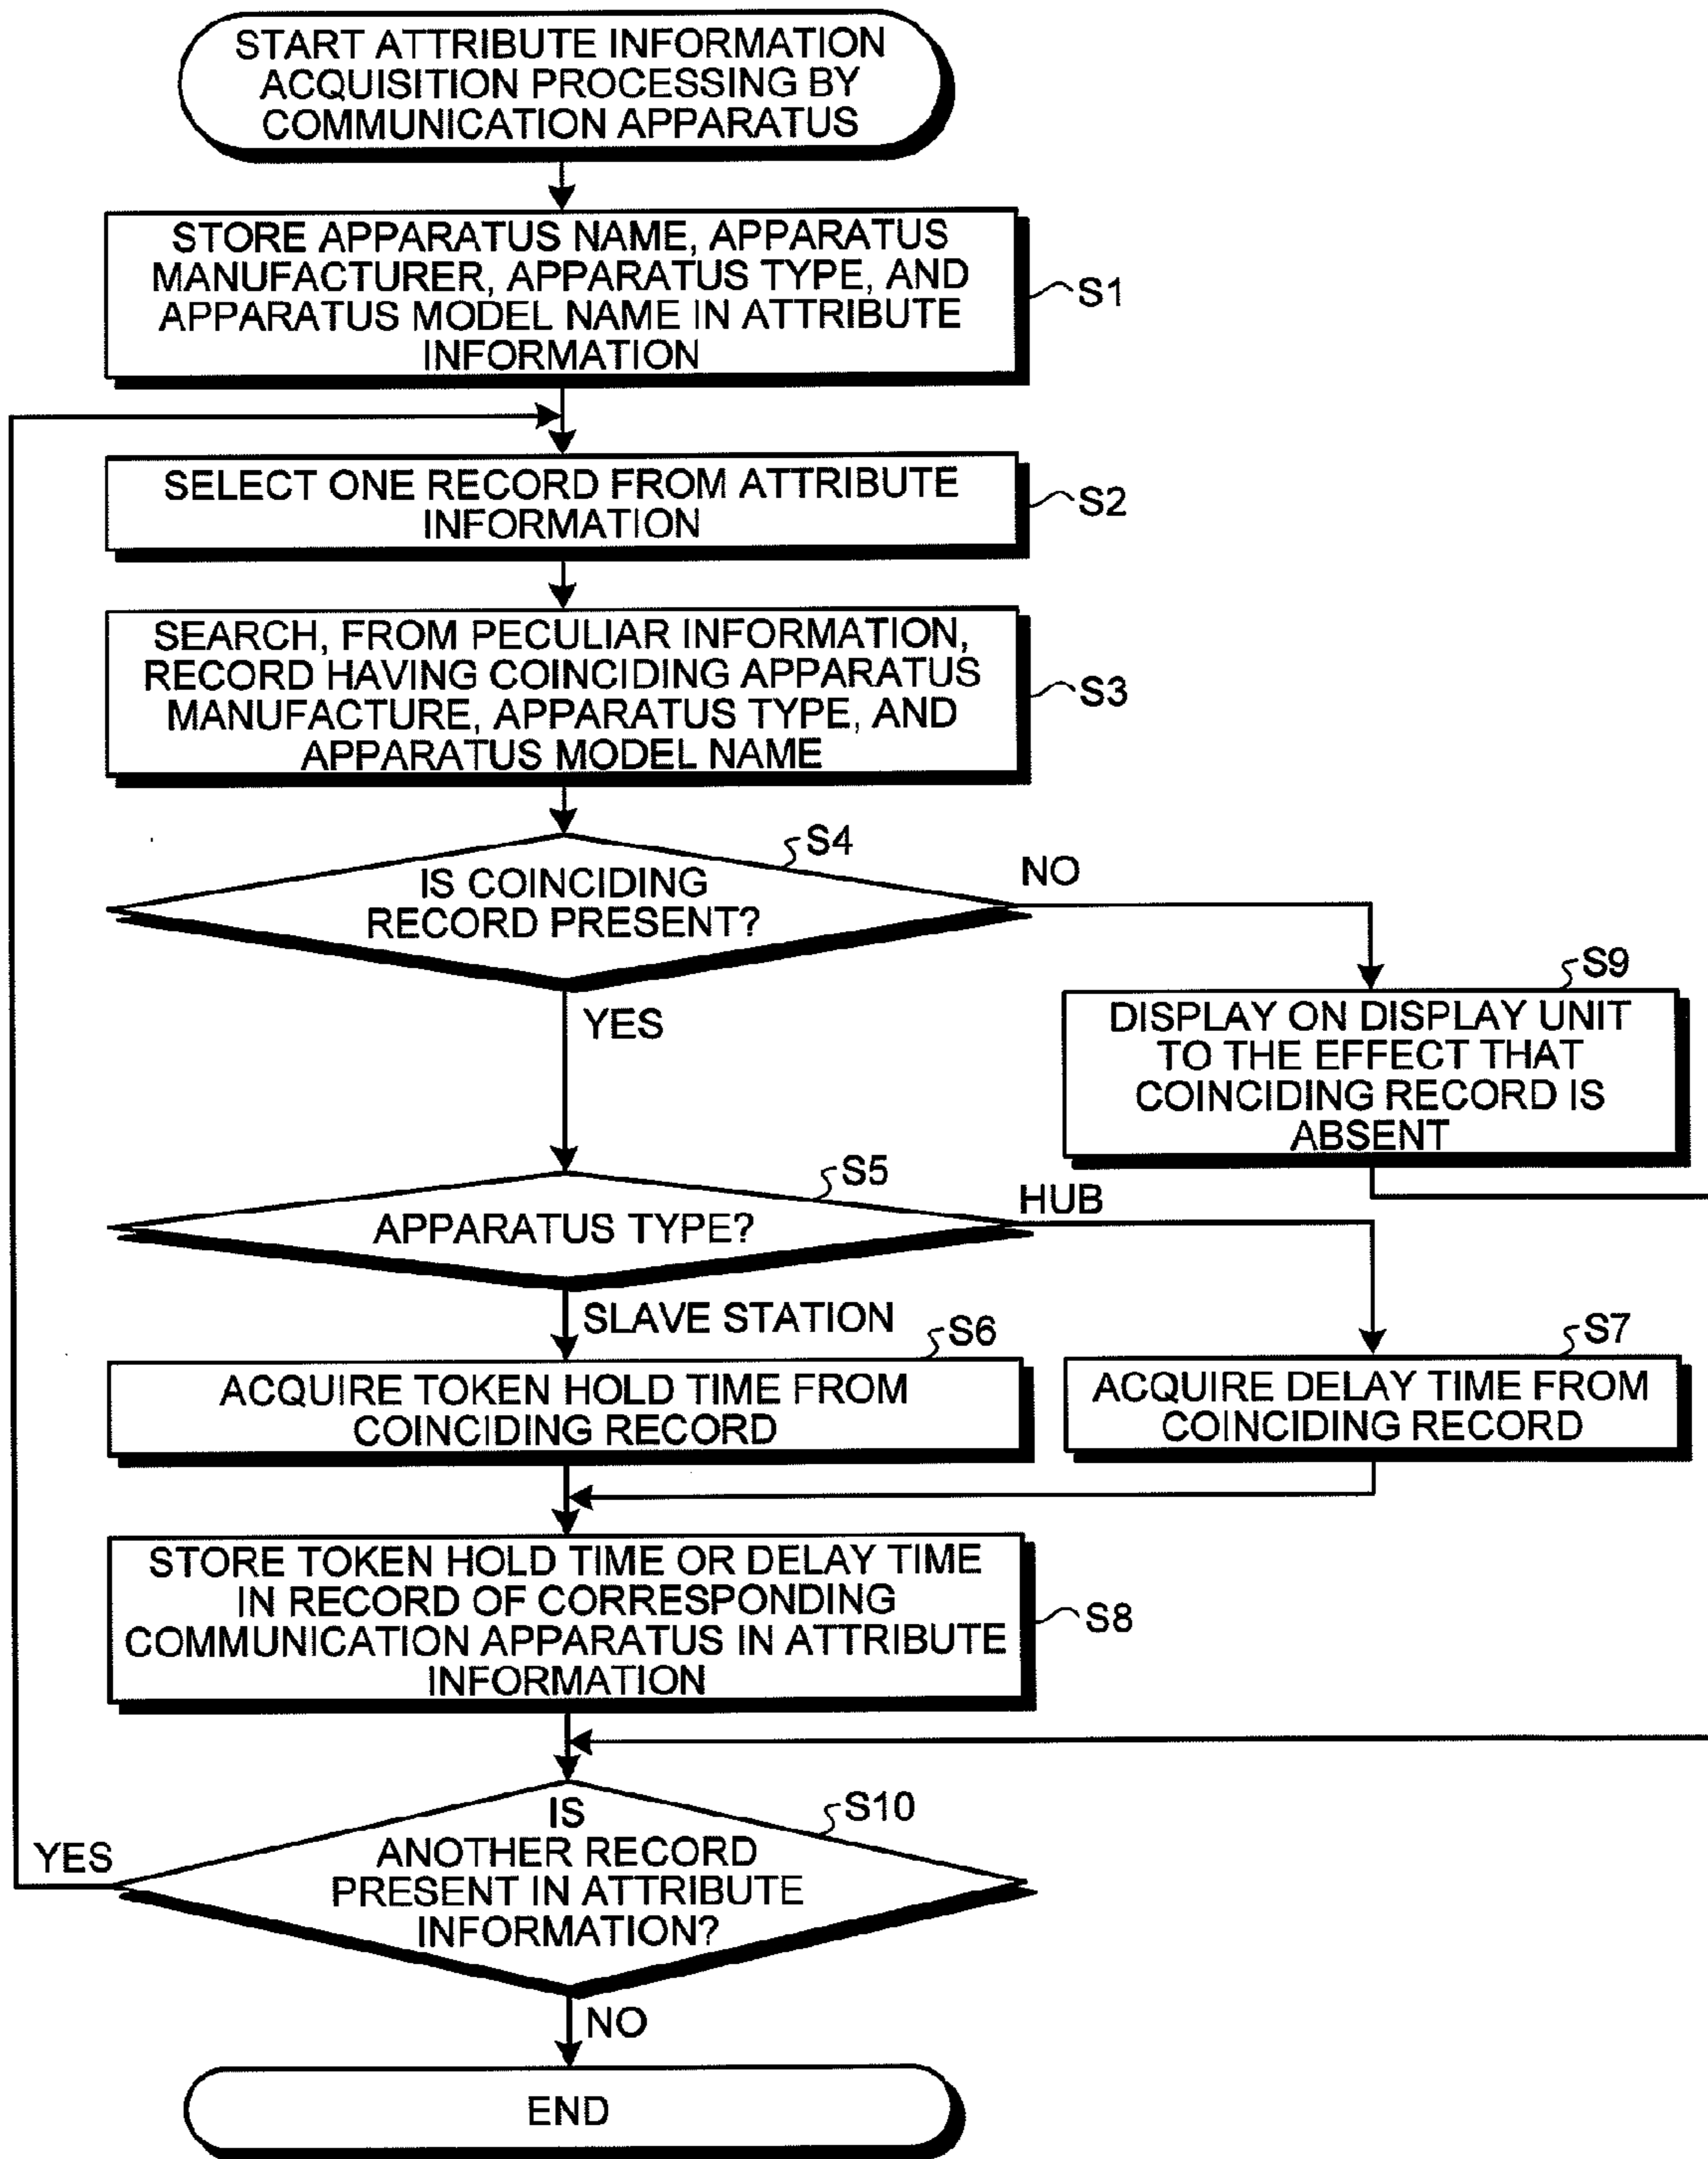 START ATTRIBUTE INFORMATION
ACQUISITION PROCESSING BY
COMMUNICATION APPARATUS
STORE APPARATUS NAME, APPARATUS
MANUFACTURER, APPARATUS TYPE, AND
APPARATUS MODEL NAME IN ATTRIBUTE
INFORMATION
S1
SELECT ONE RECORD FROM ATTRIBUTE
INFORMATION
S2
SEARCH, FROM PECULIAR INFORMATION,
RECORD HAVING COINCIDING APPARATUS
MANUFACTURE, APPARATUS TYPE, AND
APPARATUS MODEL NAME
S3
S4
IS COINCIDING
RECORD PRESENT?
NO
YES
S9
DISPLAY ON DISPLAY UNIT
TO THE EFFECT THAT
COINCIDING RECORD IS
ABSENT
S5
APPARATUS TYPE?
HUB
SLAVE STATION
S6
ACQUIRE TOKEN HOLD TIME FROM
COINCIDING RECORD
S7
ACQUIRE DELAY TIME FROM
COINCIDING RECORD
STORE TOKEN HOLD TIME OR DELAY TIME
IN RECORD OF CORRESPONDING
COMMUNICATION APPARATUS IN ATTRIBUTE
INFORMATION
S8
S10
IS
ANOTHER RECORD
PRESENT IN ATTRIBUTE
INFORMATION?
YES
NO
END